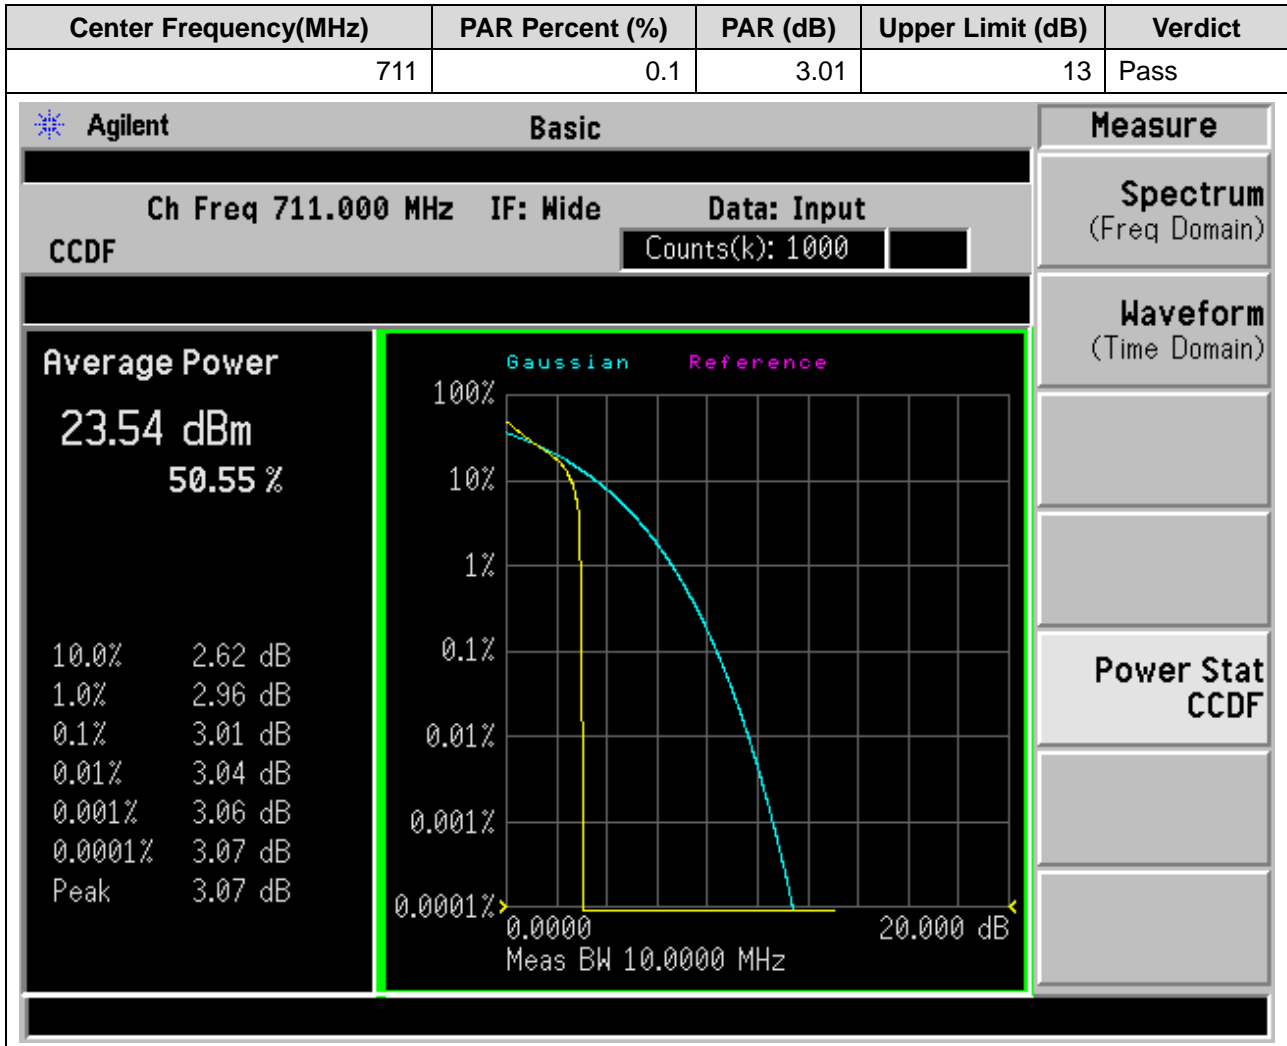 Center Frequency(MHz) PAR Percent (%) PAR (dB) Upper Limit (dB) Verdict
711 0.1 3.01 13 Pass
Agilent Basic Measure
Ch Freq 711.000 MHz IF: Wide Data: Input
CCDF Counts(k): 1000
Spectrum
(Freq Domain)
Waveform
(Time Domain)
Power Stat
CCDF
Average Power
23.54 dBm
50.55 %
10.0% 2.62 dB
1.0% 2.96 dB
0.1% 3.01 dB
0.01% 3.04 dB
0.001% 3.06 dB
0.0001% 3.07 dB
Peak 3.07 dB
Gaussian Reference
100%
10%
1%
0.1%
0.01%
0.001%
0.0001%
0.0000 20.000 dB
Meas BW 10.0000 MHz